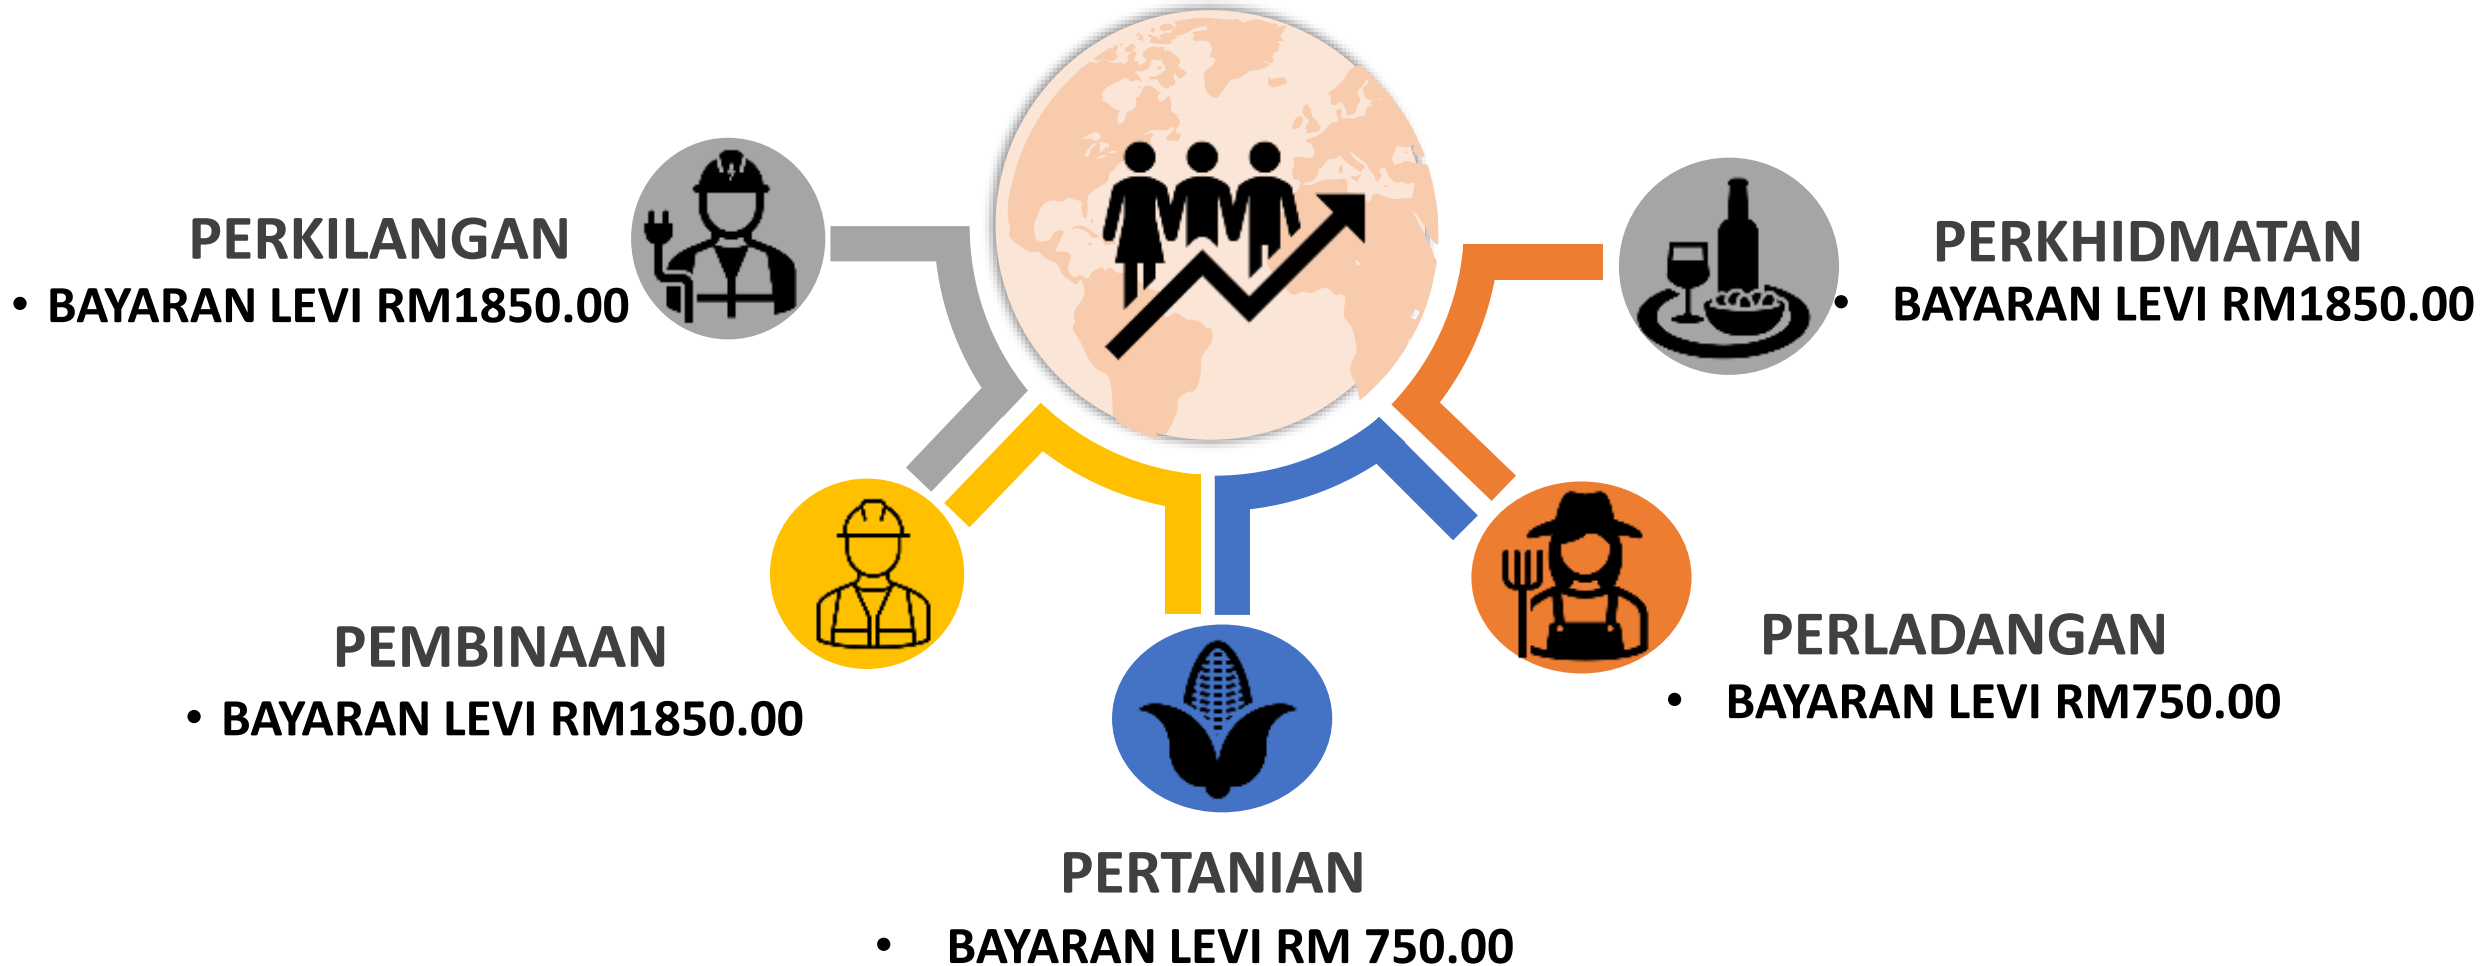 PERKILANGAN
• BAYARAN LEVI RM1850.00
PERKHIDMATAN
• BAYARAN LEVI RM1850.00
PEMBINAAN
• BAYARAN LEVI RM1850.00
PERLADANGAN
• BAYARAN LEVI RM750.00
PERTANIAN
• BAYARAN LEVI RM 750.00